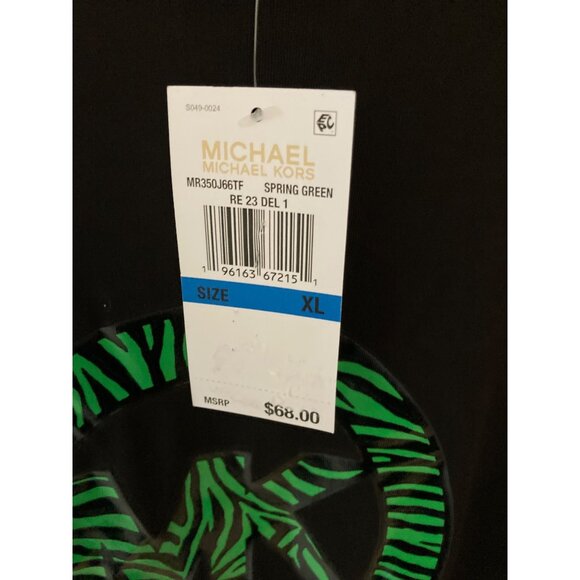 S049-0024
MICHAEL
MICHAEL KORS
MR350J66TF SPRING GREEN
RE 23 DEL 1
1 96163 67215 1
SIZE XL
MSRP $68.00
MK